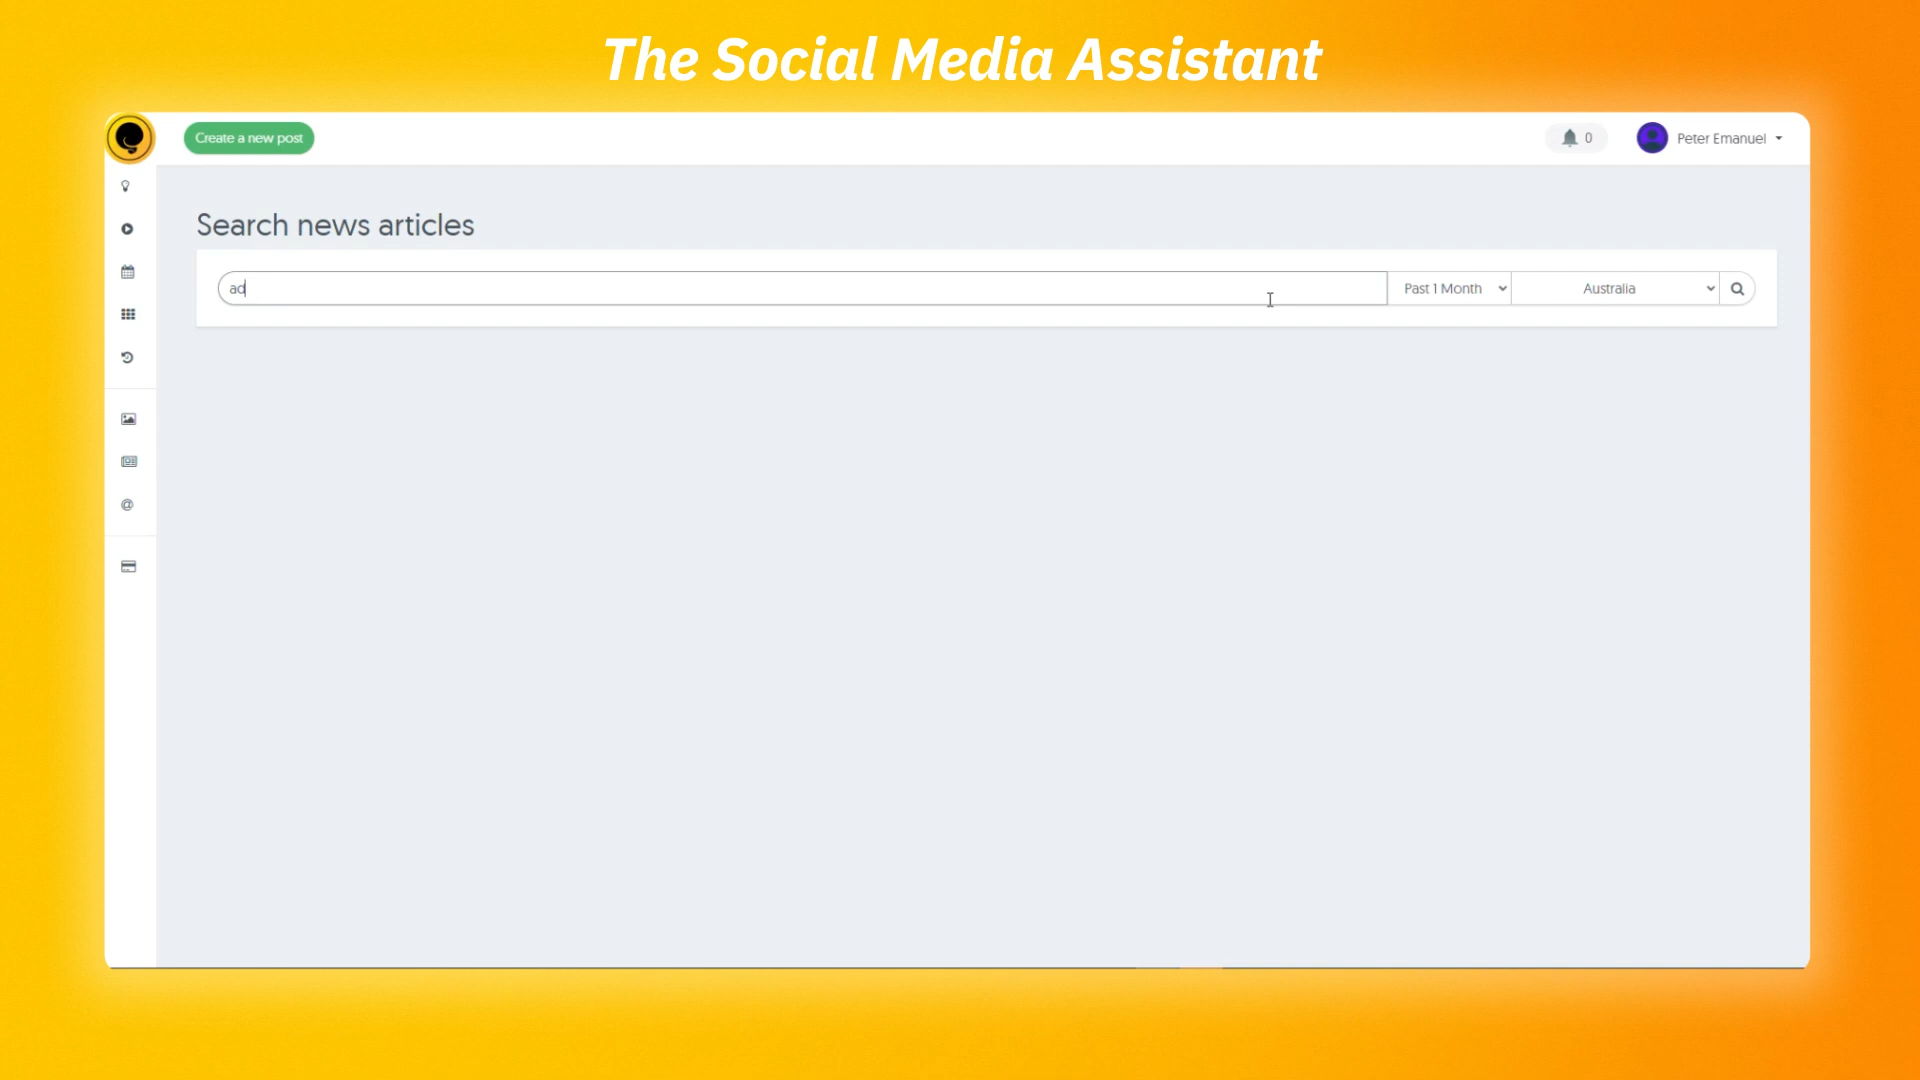 The Social Media Assistant
Create a new post
0
Peter Emanuel
Search news articles
ad
Past 1 Month
Australia